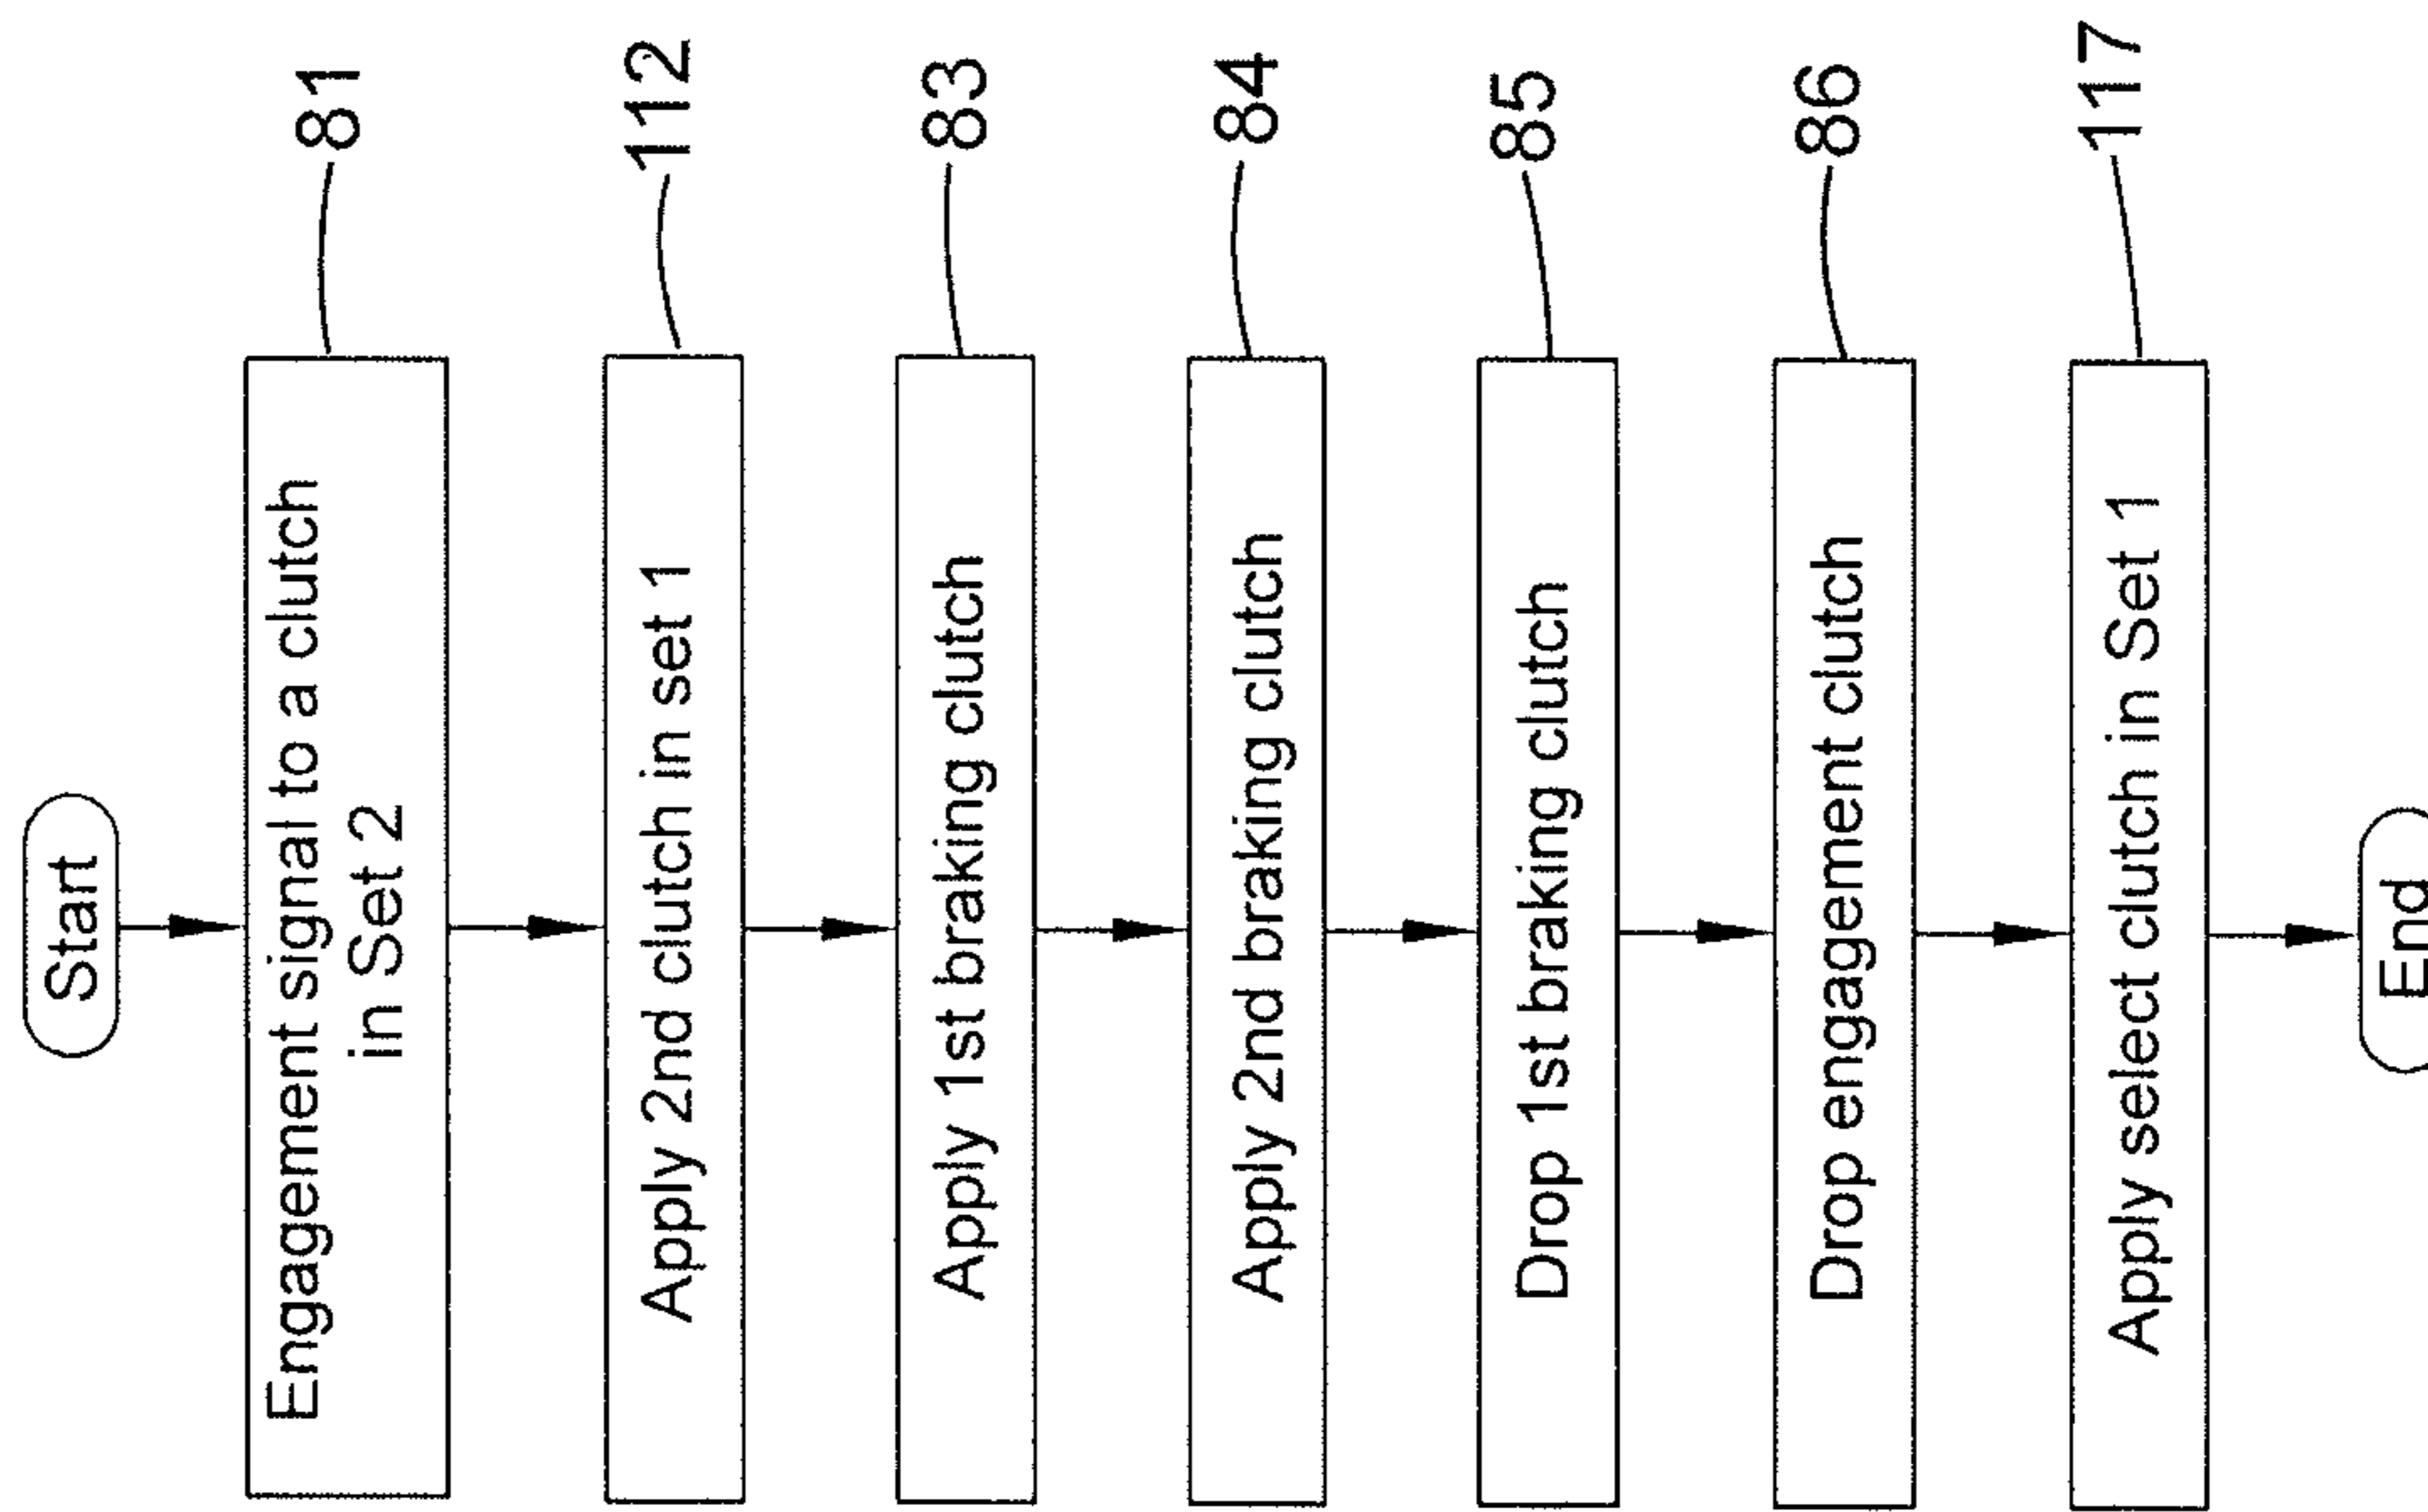 Start
Engagement signal to a clutch
in Set 2
81
Apply 2nd clutch in set 1
112
Apply 1st braking clutch
83
Apply 2nd braking clutch
84
Drop 1st braking clutch
85
Drop engagement clutch
86
Apply select clutch in Set 1
117
End